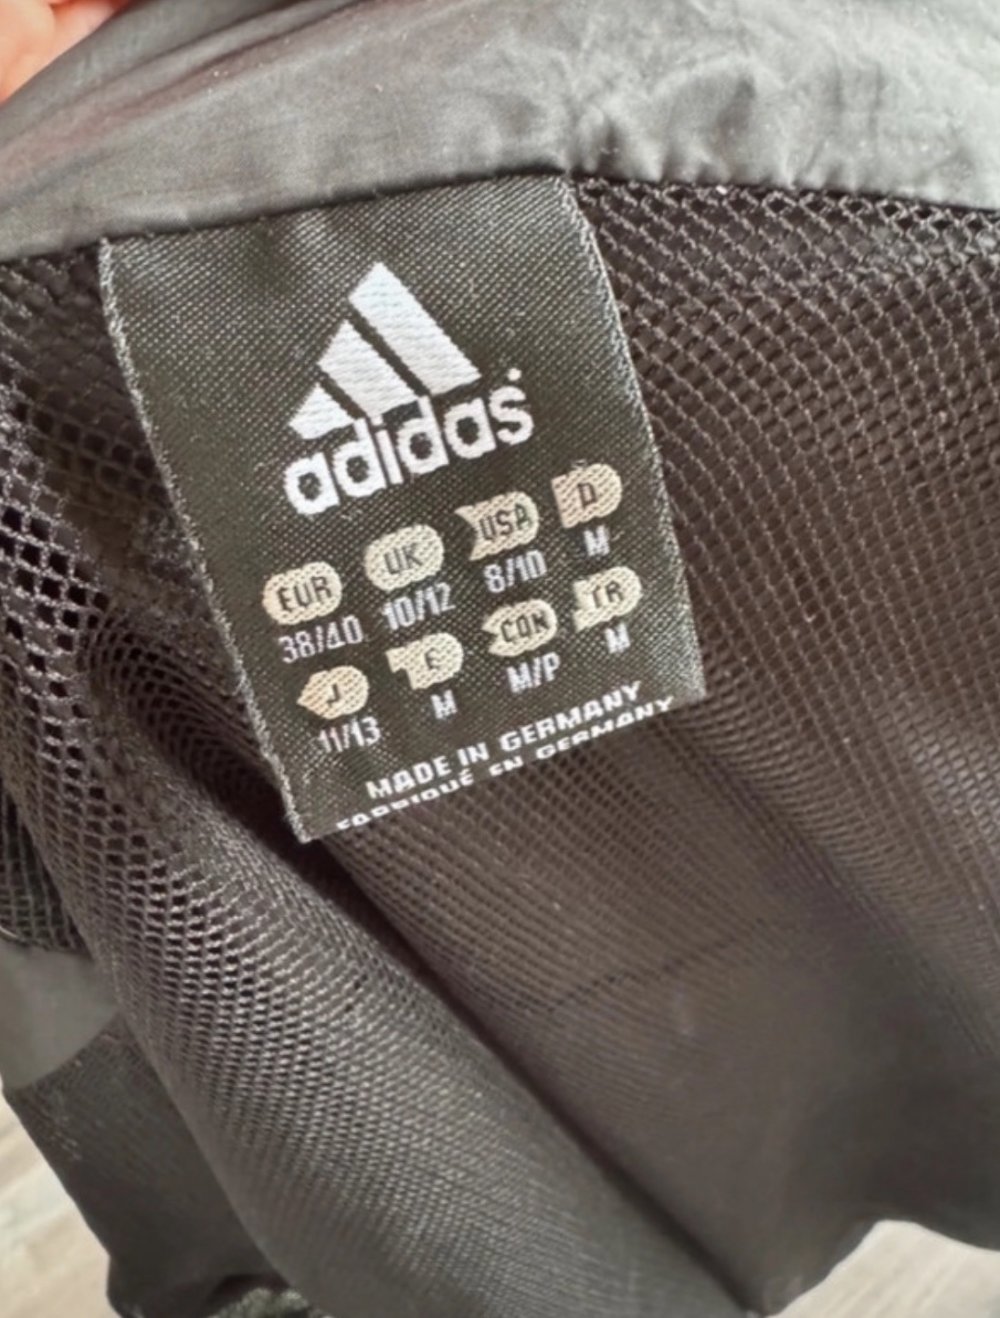 adidas
EUR UK USA D
38/40 10/12 8/10 M
J E CDN TR
11/13 M M/P M
MADE IN GERMANY
FABRIQUÉ EN GERMANY